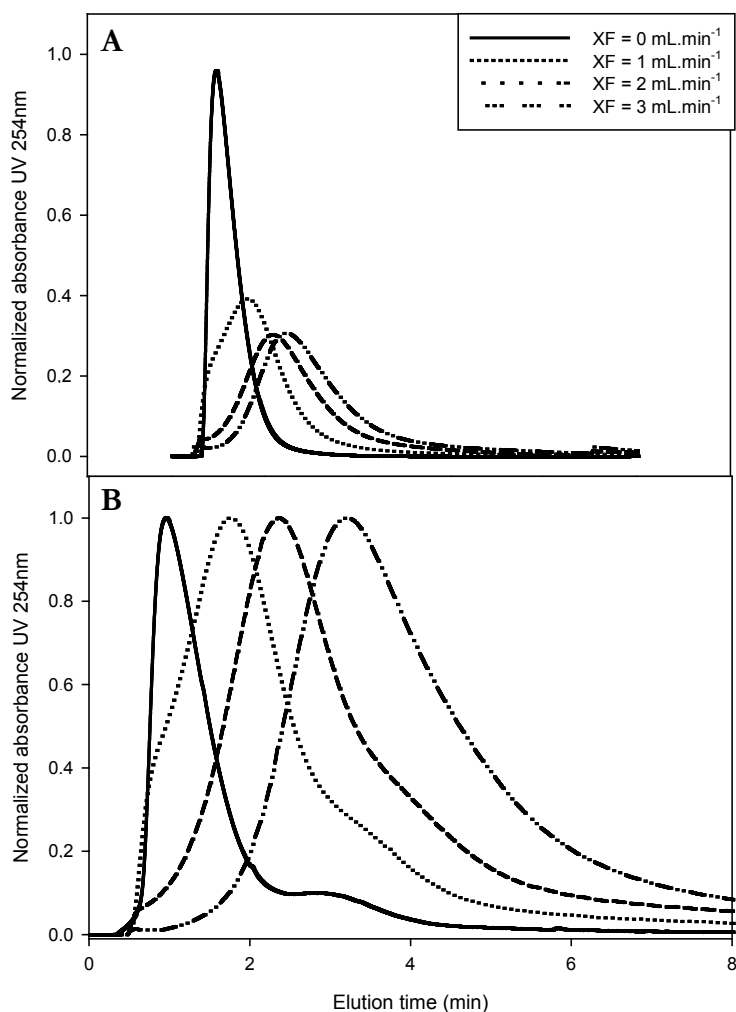 A
XF = 0 mL.min⁻¹
XF = 1 mL.min⁻¹
XF = 2 mL.min⁻¹
XF = 3 mL.min⁻¹
Normalized absorbance UV 254nm
1.0
0.8
0.6
0.4
0.2
0.0
B
Normalized absorbance UV 254nm
1.0
0.8
0.6
0.4
0.2
0.0
0 2 4 6 8
Elution time (min)